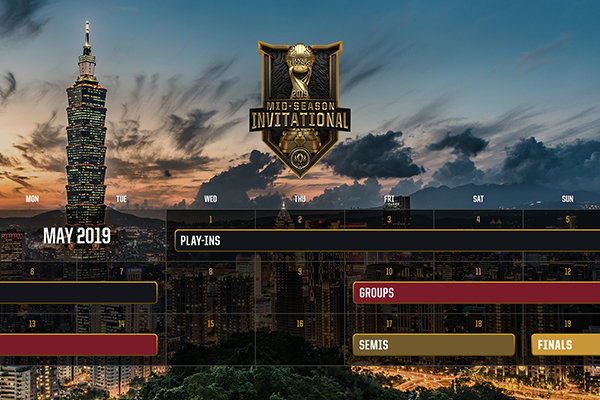 2019
MID-SEASON
INVITATIONAL
MON TUE WED THU FRI SAT SUN
MAY 2019
1 2 3 4 5
PLAY-INS
6 7 8 9 10 11 12
GROUPS
13 14 15 16 17 18 19
SEMIS FINALS